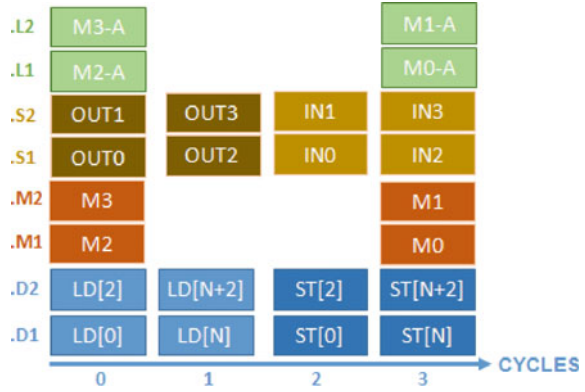 .L2 M3-A M1-A
.L1 M2-A M0-A
.S2 OUT1 OUT3 IN1 IN3
.S1 OUT0 OUT2 IN0 IN2
.M2 M3 M1
.M1 M2 M0
.D2 LD[2] LD[N+2] ST[2] ST[N+2]
.D1 LD[0] LD[N] ST[0] ST[N]
CYCLES
0 1 2 3